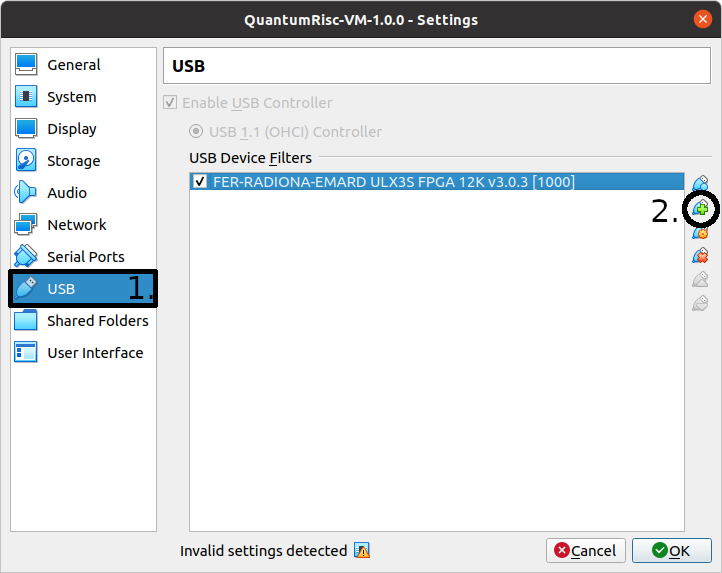 QuantumRisc-VM-1.0.0 - Settings
General
System
Display
Storage
Audio
Network
Serial Ports
USB 1.
Shared Folders
User Interface
USB
Enable USB Controller
USB 1.1 (OHCI) Controller
USB Device Filters
FER-RADIONA-EMARD ULX3S FPGA 12K v3.0.3 [1000]
2.
Invalid settings detected
Cancel
OK